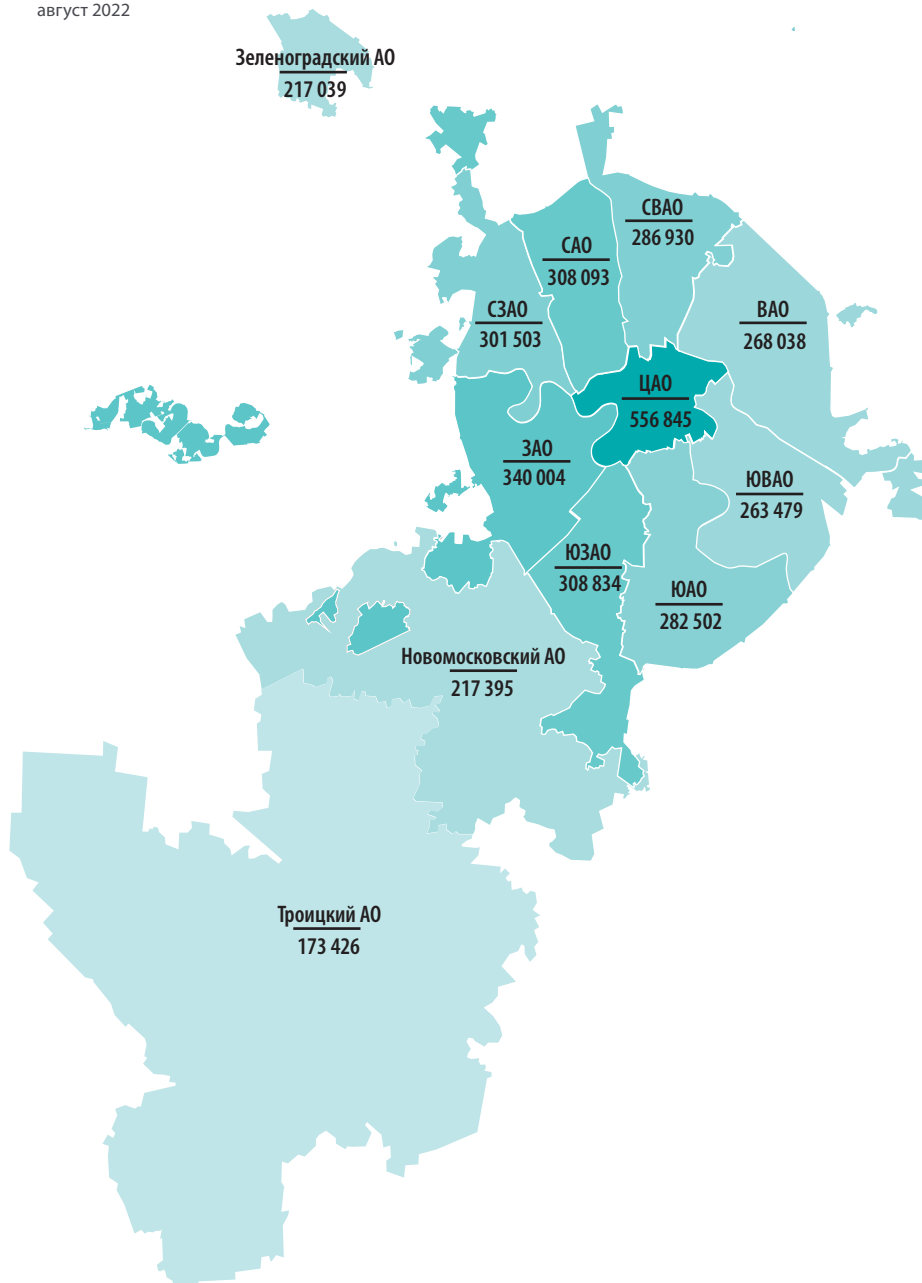 август 2022
Зеленоградский АО
217 039
СВАО
286 930
САО
308 093
СЗАО
301 503
ВАО
268 038
ЦАО
556 845
ЗАО
340 004
ЮВАО
263 479
ЮЗАО
308 834
ЮАО
282 502
Новомосковский АО
217 395
Троицкий АО
173 426